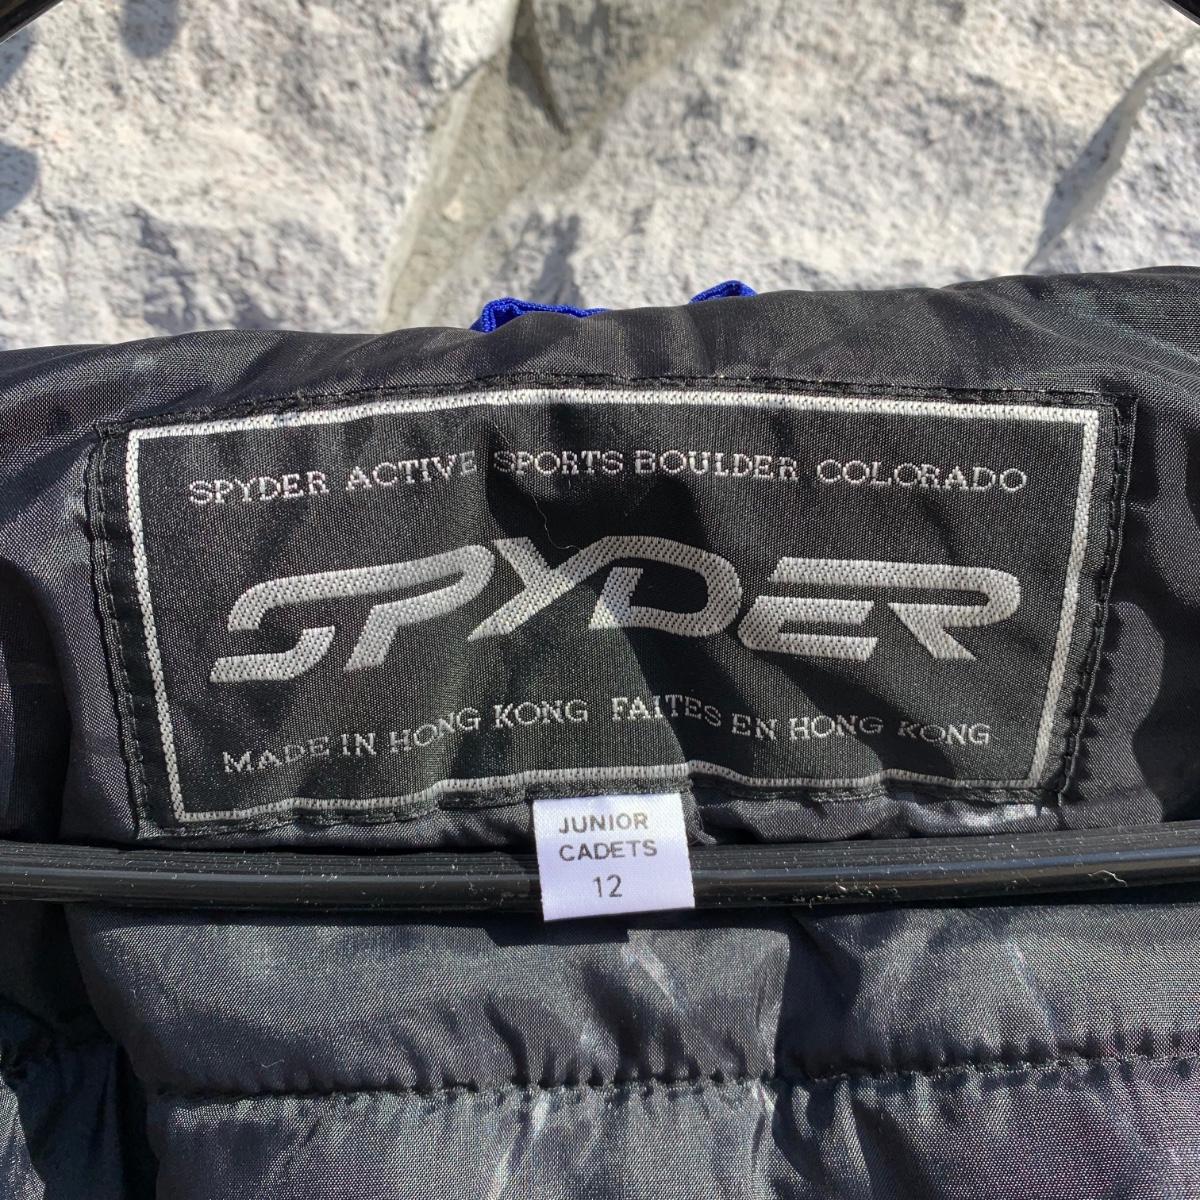 SPYDER ACTIVE SPORTS BOULDER COLORADO
SPYDER
MADE IN HONG KONG FAITES EN HONG KONG
JUNIOR
CADETS
12